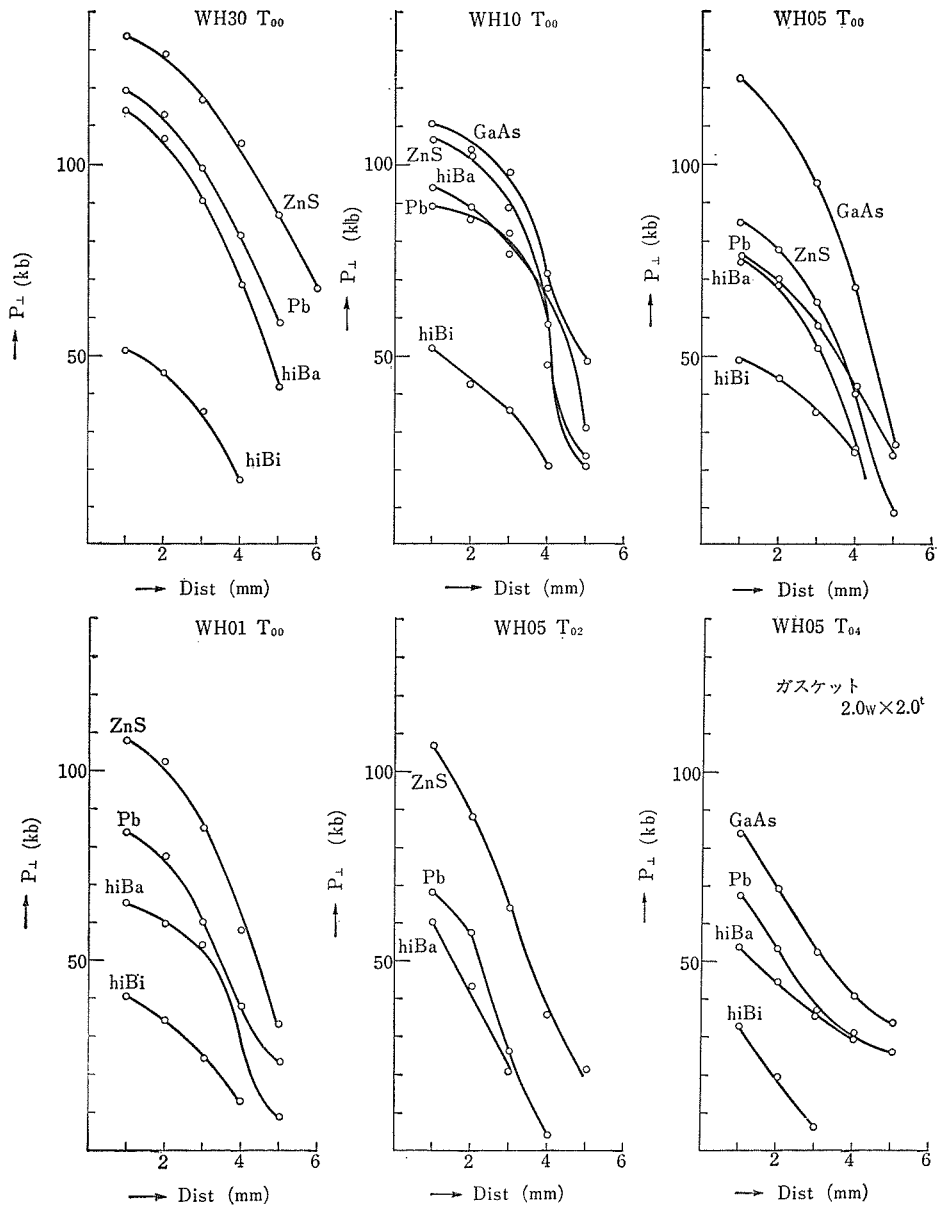 WH30 T₀₀
100
50
→ P⊥ (kb)
ZnS
Pb
hiBa
hiBi
2
4
6
→ Dist (mm)
WH10 T₀₀
100
50
→ P⊥ (kb)
GaAs
ZnS
hiBa
Pb
hiBi
2
4
6
→ Dist (mm)
WH05 T₀₀
100
50
→ P⊥ (kb)
GaAs
ZnS
Pb
hiBa
hiBi
2
4
6
→ Dist (mm)
WH01 T₀₀
100
50
→ P⊥ (kb)
ZnS
Pb
hiBa
hiBi
2
4
6
→ Dist (mm)
WH05 T₀₂
100
50
→ P⊥ (kb)
ZnS
Pb
hiBa
2
4
6
→ Dist (mm)
WH05 T₀₄
ガスケット
2.0w×2.0ᵗ
100
50
→ P⊥ (kb)
GaAs
Pb
hiBa
hiBi
2
4
6
→ Dist (mm)